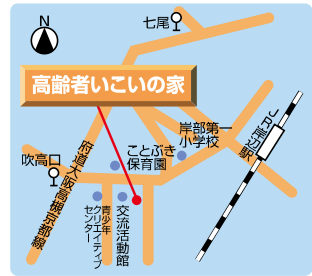 N
七尾
高齢者いこいの家
岸部第一
小学校
JR岸辺駅
ことぶき
保育園
吹高口
府道大阪高槻京都線
交流活動館
青少年
クリエイティブ
センター